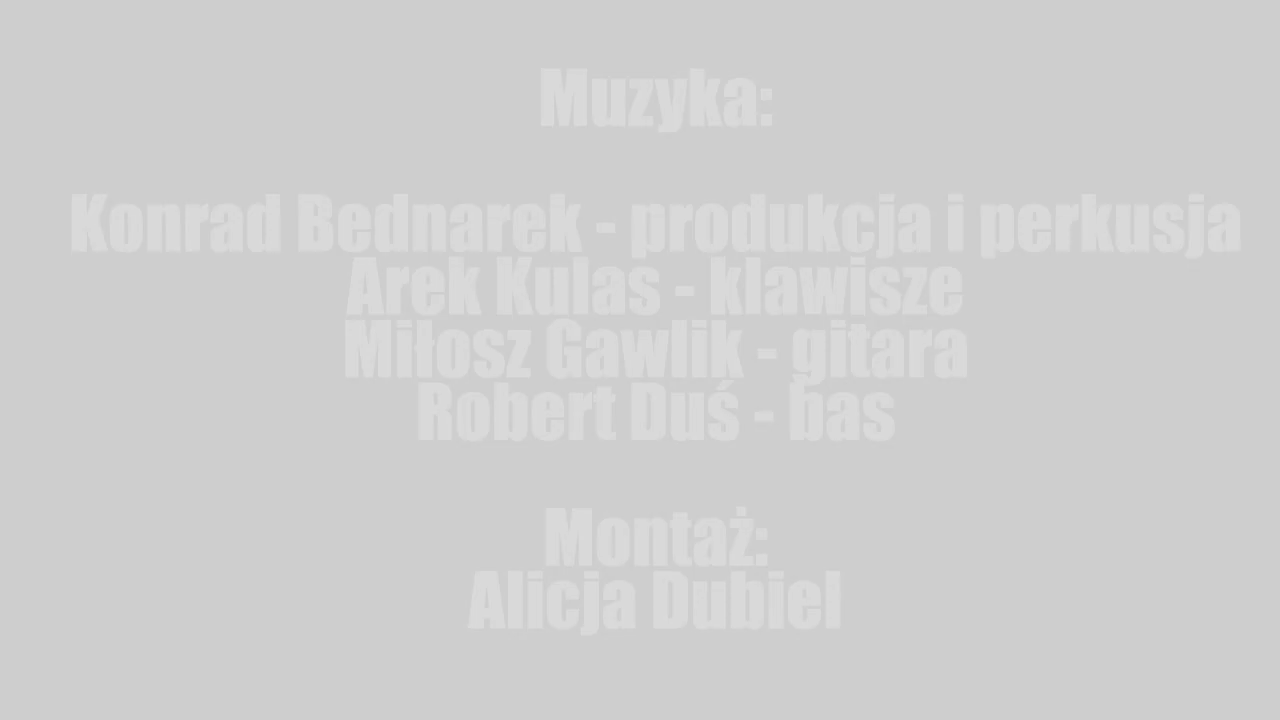 Muzyka:
Konrad Bednarek - produkcja i perkusja
Arek Kulas - klawisze
Miłosz Gawlik - gitara
Robert Duś - bas
Montaż:
Alicja Dubiel